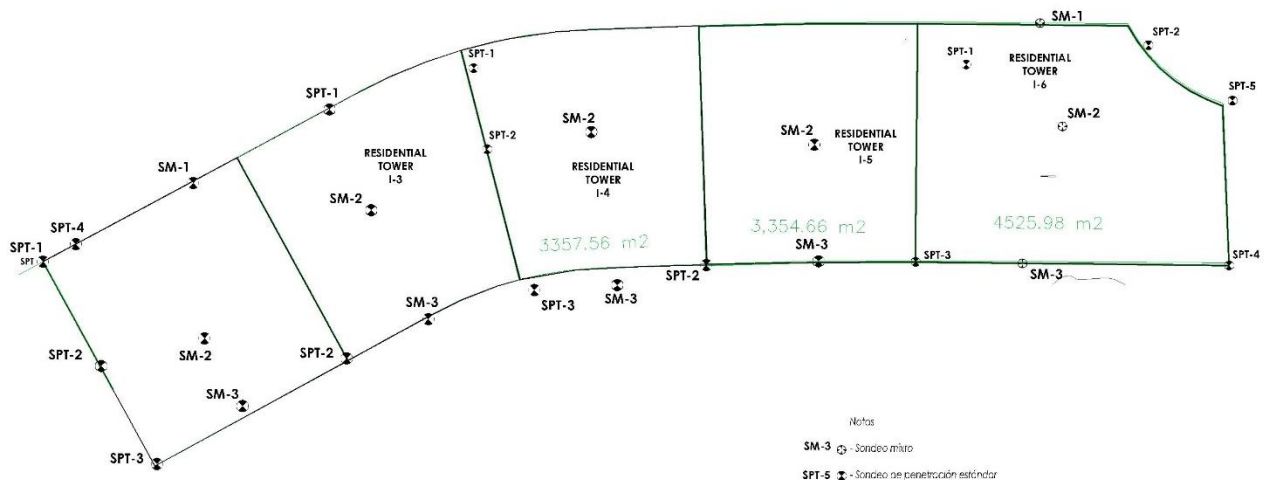 SM-1
SPT-2
SPT-1
RESIDENTIAL
TOWER
I-6
SPT-1
SPT-5
SPT-1
SM-2
SM-2
SM-2
RESIDENTIAL
TOWER
I-5
SPT-2
RESIDENTIAL
TOWER
I-3
RESIDENTIAL
TOWER
I-4
SM-1
SM-2
SPT-4
3357.56 m2
3,354.66 m2
4525.98 m2
SPT-1
SPT
SM-3
SPT-2
SPT-3
SM-3
SPT-4
SM-3
SPT-3
SM-3
SPT-2
SM-2
SPT-2
SM-3
SPT-3
Notas
SM-3 - Sondeo mixto
SPT-5 - Sondeo de penetración estándar